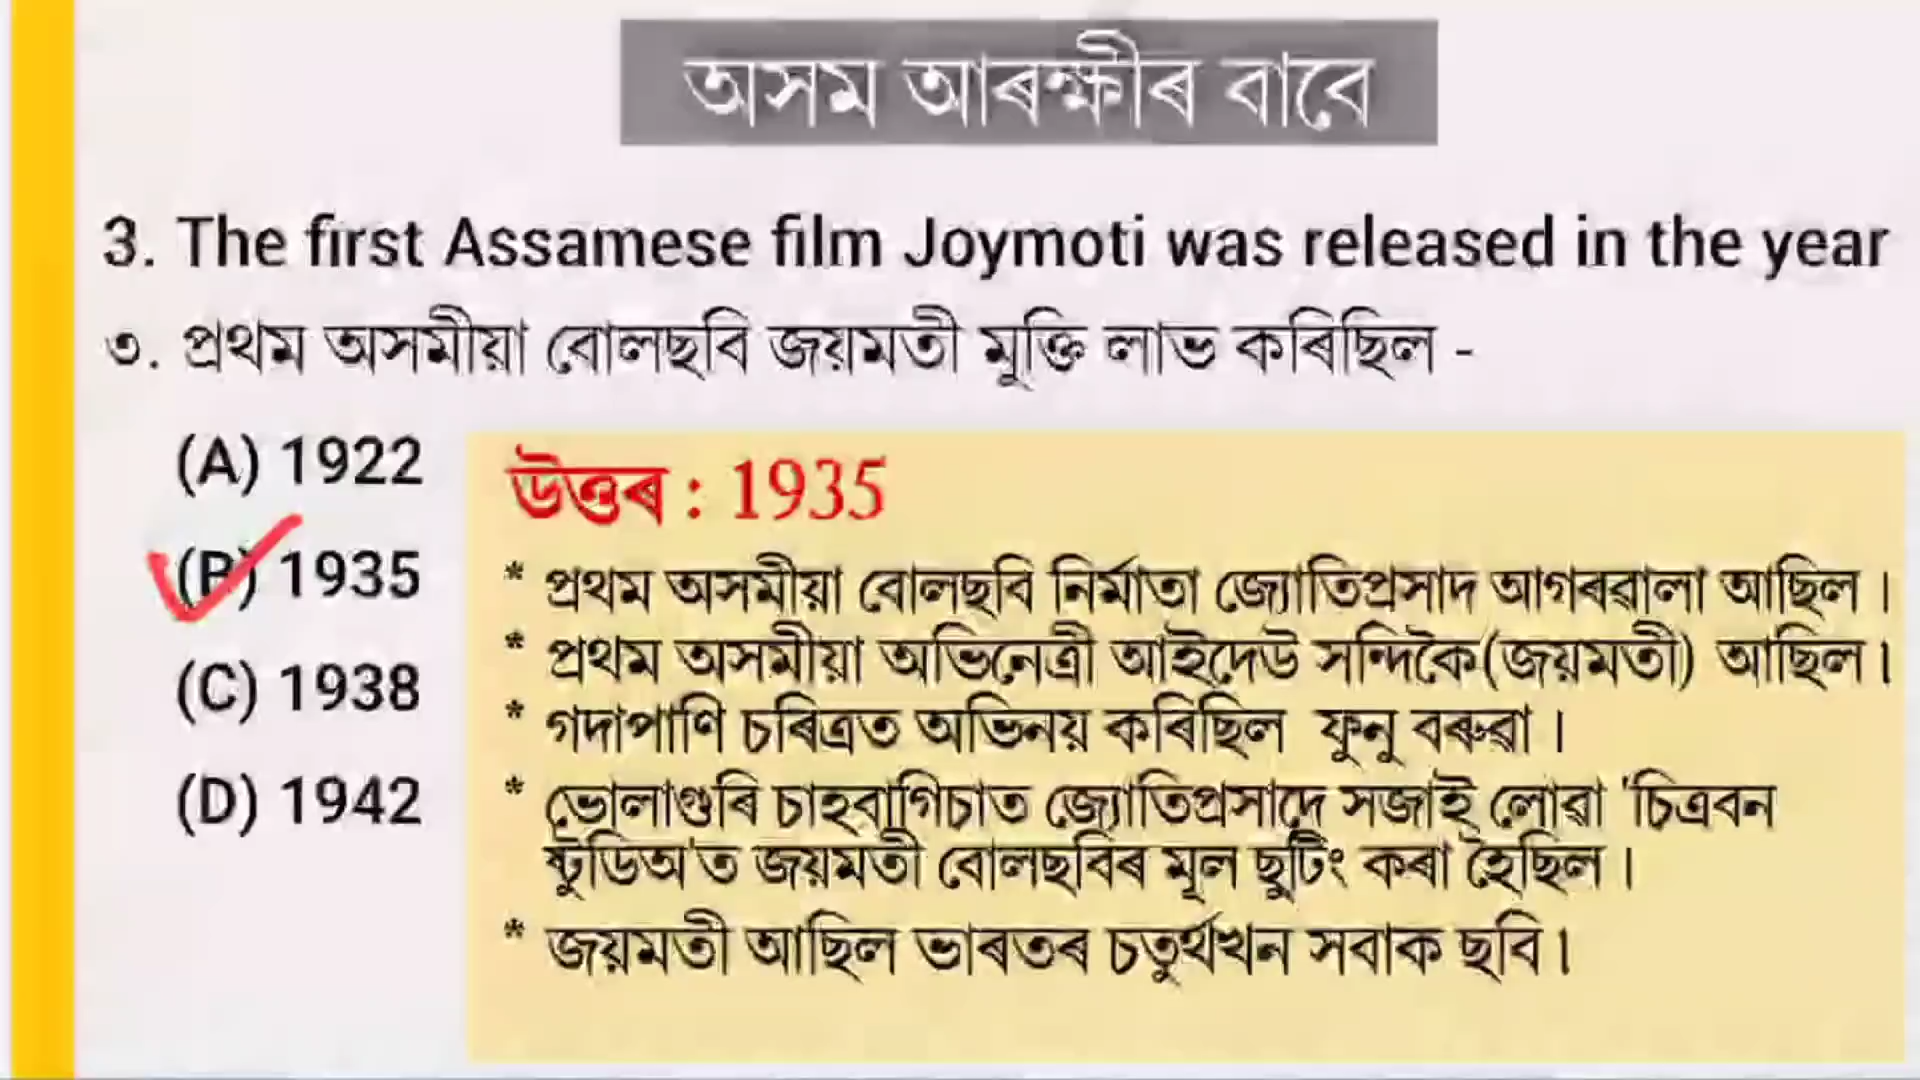 অসম আৰক্ষীৰ বাবে
3. The first Assamese film Joymoti was released in the year
৩. প্ৰথম অসমীয়া বোলছবি জয়মতী মুক্তি লাভ কৰিছিল -
(A) 1922
(B) 1935
(C) 1938
(D) 1942
উত্তৰ : 1935
* প্ৰথম অসমীয়া বোলছবি নিৰ্মাতা জ্যোতিপ্ৰসাদ আগৰৱালা আছিল ।
* প্ৰথম অসমীয়া অভিনেত্ৰী আইদেউ সন্দিকৈ(জয়মতী) আছিল।
* গদাপাণি চৰিত্ৰত অভিনয় কৰিছিল ফুনু বৰুৱা ।
* ভোলাগুৰি চাহবাগিচাত জ্যোতিপ্ৰসাদে সজাই লোৱা 'চিত্ৰবন
ষ্টুডিঅ'ত জয়মতী বোলছবিৰ মূল ছুটিং কৰা হৈছিল ।
* জয়মতী আছিল ভাৰতৰ চতুৰ্থখন সবাক ছবি।